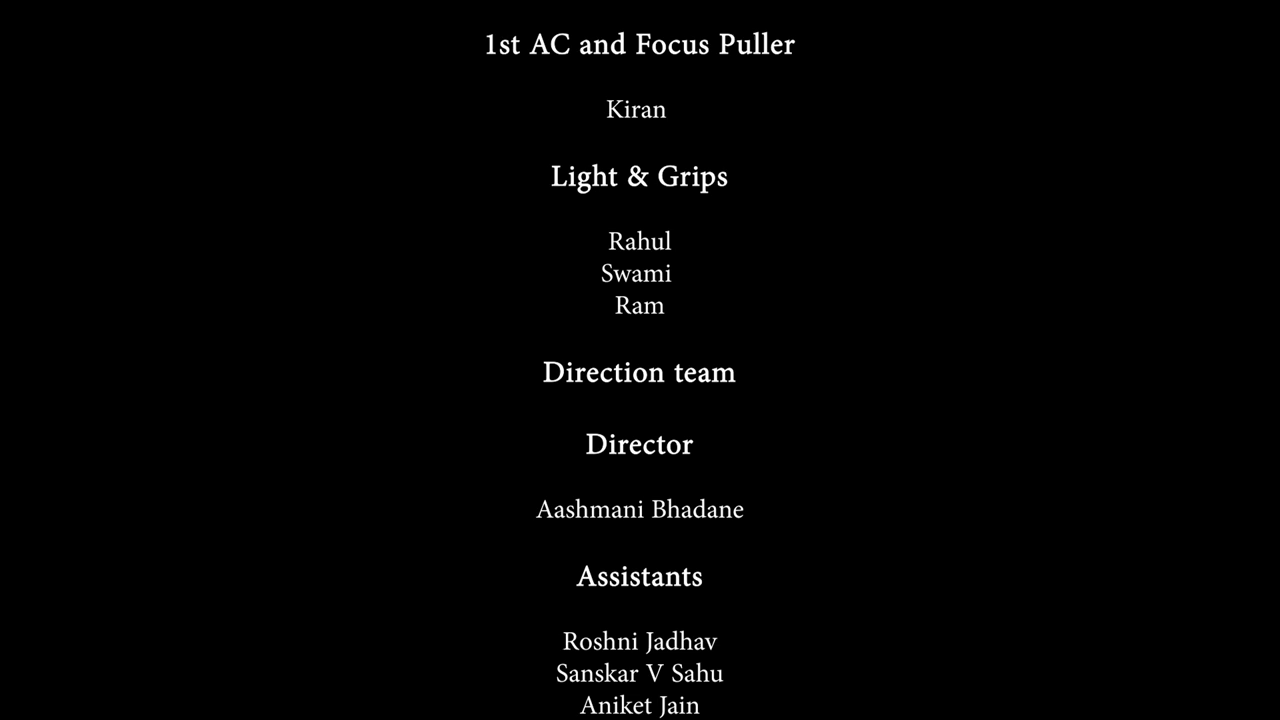 1st AC and Focus Puller
Kiran
Light & Grips
Rahul
Swami
Ram
Direction team
Director
Aashmani Bhadane
Assistants
Roshni Jadhav
Sanskar V Sahu
Aniket Jain